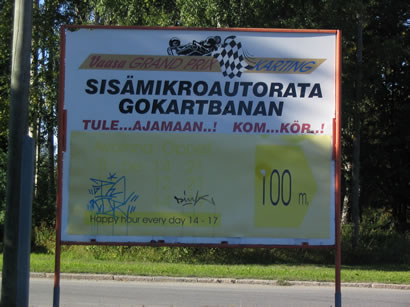 Vaasa GRAND PRIX KARTING
SISÄMIKROAUTORATA
GOKARTBANAN
TULE...AJAMAAN..! KOM...KÖR..!
100 m.
Happy hour every day 14 - 17